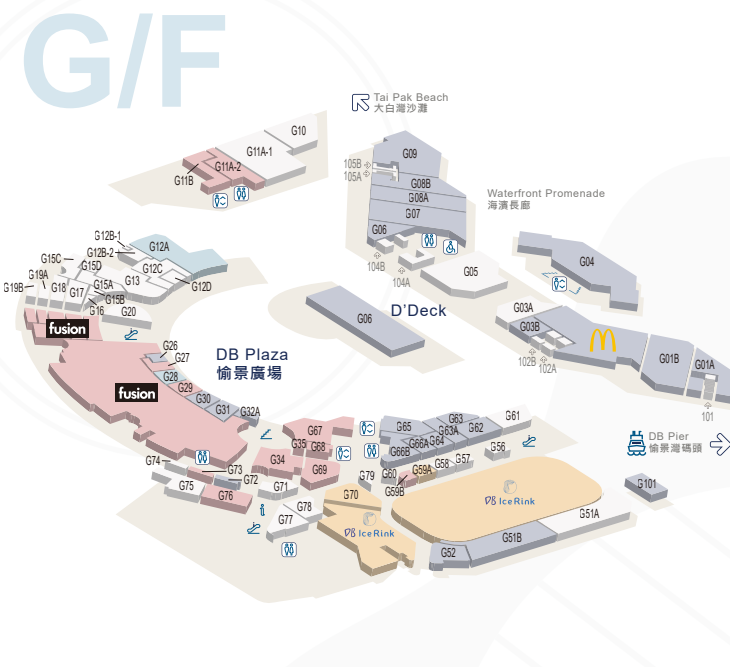 G/F
Tai Pak Beach
大白灣沙灘
G10
G11A-1
G11A-2
G11B
105B
105A
G09
G08B
G08A
G07
G06
104B
104A
G05
Waterfront Promenade
海濱長廊
G04
G12B-1
G12B-2
G12A
G15C
G15D
G19A
G19B
G18
G17
G16
G15A
G15B
G13
G12C
G12D
G20
fusion
fusion
G06
D'Deck
G03A
G03B
102B
102A
G01B
G01A
101
DB Plaza
愉景廣場
G26
G27
G28
G29
G30
G31
G32A
DB Pier
愉景灣碼頭
G67
G35
G68
G34
G69
G65
G63
G63A
G62
G61
G64
G66A
G66B
G56
G57
G58
G59A
G60
G59B
G79
G74
G73
G72
G75
G76
G71
G78
G77
G70
DB IceRink
DB IceRink
G101
G51A
G51B
G52